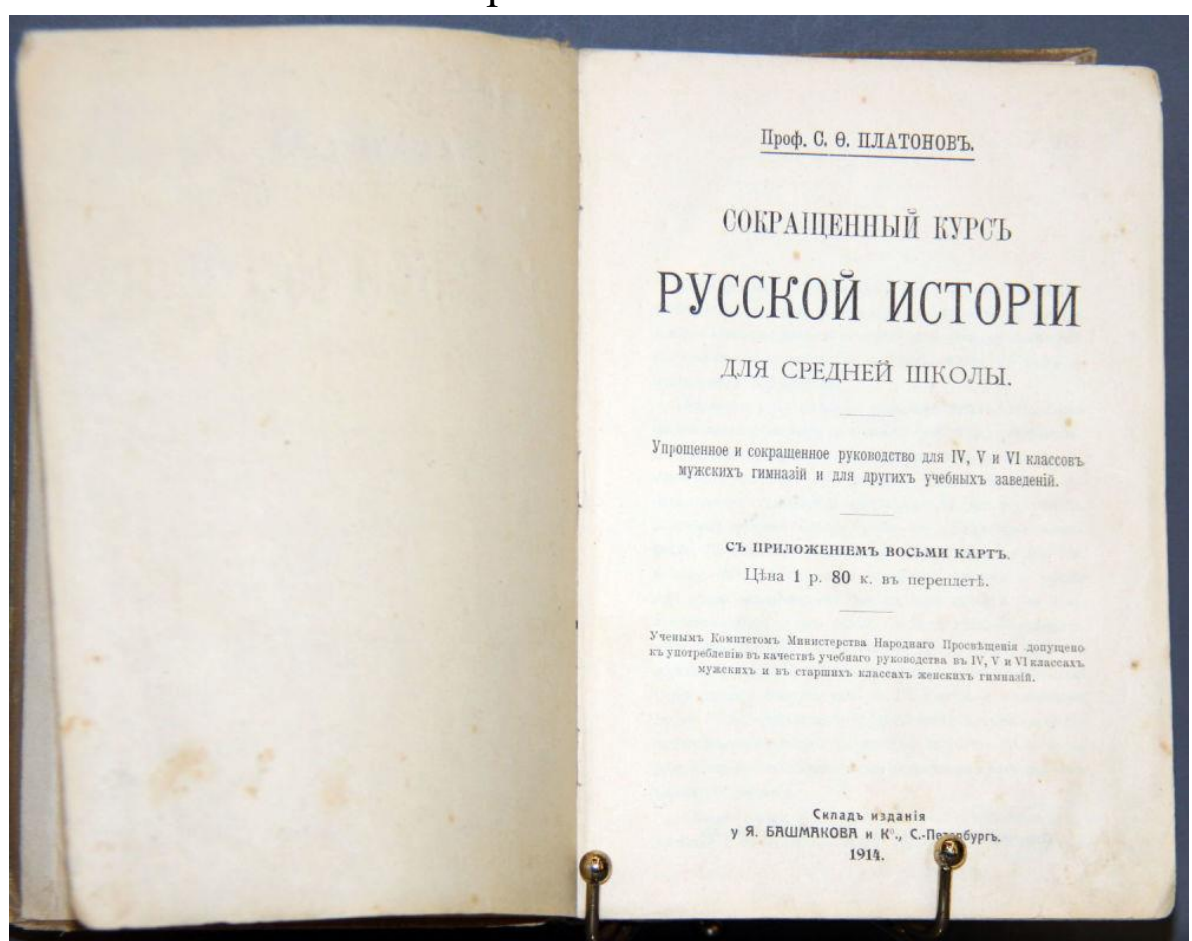 Проф. С. Ѳ. ПЛАТОНОВЪ.
СОКРАЩЕННЫЙ КУРСЪ
РУССКОЙ ИСТОРІИ
ДЛЯ СРЕДНЕЙ ШКОЛЫ.
Упрощенное и сокращенное руководство для IV, V и VI классовъ
мужскихъ гимназій и для другихъ учебныхъ заведеній.
СЪ ПРИЛОЖЕНІЕМЪ ВОСЬМИ КАРТЪ.
Цѣна 1 р. 80 к. въ переплетѣ.
Ученымъ Комитетомъ Министерства Народнаго Просвѣщенія допущено
къ употребленію въ качествѣ учебнаго руководства въ IV, V и VI классахъ
мужскихъ и въ старшихъ классахъ женскихъ гимназій.
Складъ изданія
у Я. БАШМАКОВА и К°., С.-Петербургъ.
1914.